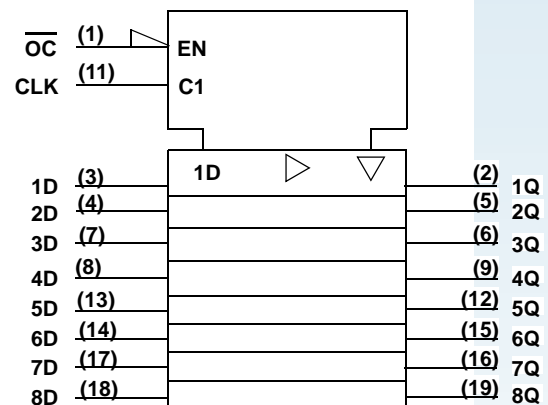 OC (1) EN
CLK (11) C1
1D
1D (3) (2) 1Q
2D (4) (5) 2Q
3D (7) (6) 3Q
4D (8) (9) 4Q
5D (13) (12) 5Q
6D (14) (15) 6Q
7D (17) (16) 7Q
8D (18) (19) 8Q